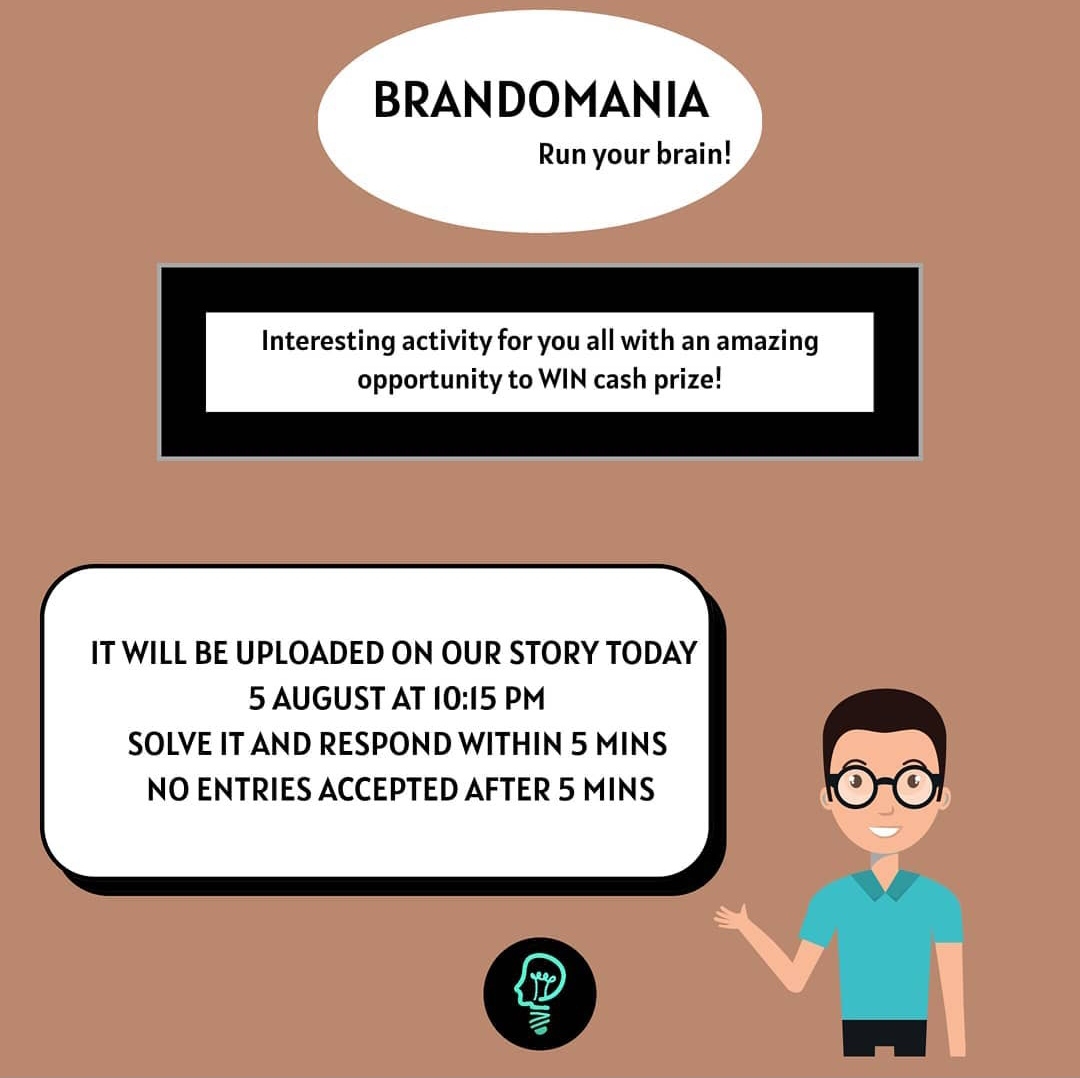 BRANDOMANIA
Run your brain!
Interesting activity for you all with an amazing
opportunity to WIN cash prize!
IT WILL BE UPLOADED ON OUR STORY TODAY
5 AUGUST AT 10:15 PM
SOLVE IT AND RESPOND WITHIN 5 MINS
NO ENTRIES ACCEPTED AFTER 5 MINS